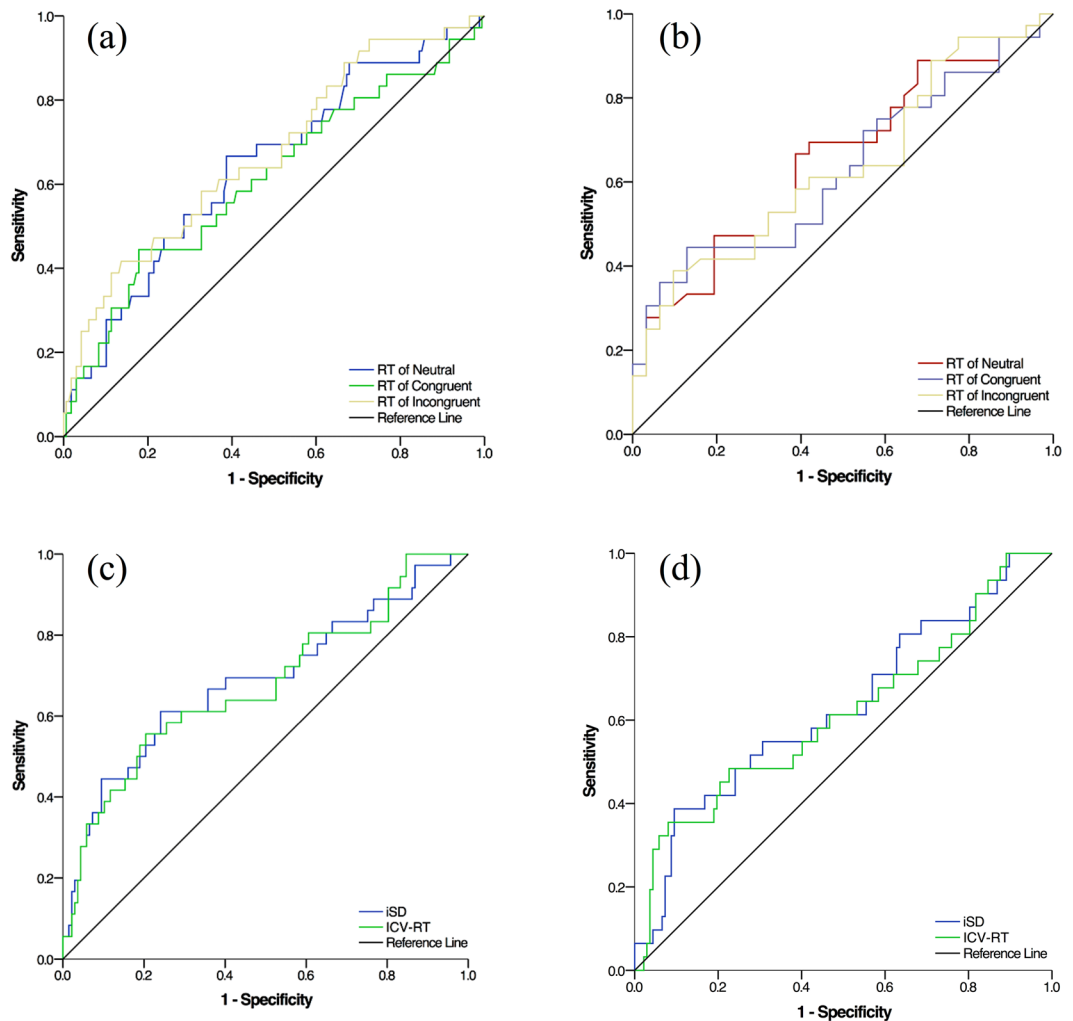 (a)
1.0
0.8
0.6
0.4
0.2
0.0
Sensitivity
RT of Neutral
RT of Congruent
RT of Incongruent
Reference Line
0.0 0.2 0.4 0.6 0.8 1.0
1 - Specificity
(b)
1.0
0.8
0.6
0.4
0.2
0.0
Sensitivity
RT of Neutral
RT of Congruent
RT of Incongruent
Reference Line
0.0 0.2 0.4 0.6 0.8 1.0
1 - Specificity
(c)
1.0
0.8
0.6
0.4
0.2
0.0
Sensitivity
iSD
ICV-RT
Reference Line
0.0 0.2 0.4 0.6 0.8 1.0
1 - Specificity
(d)
1.0
0.8
0.6
0.4
0.2
0.0
Sensitivity
iSD
ICV-RT
Reference Line
0.0 0.2 0.4 0.6 0.8 1.0
1 - Specificity